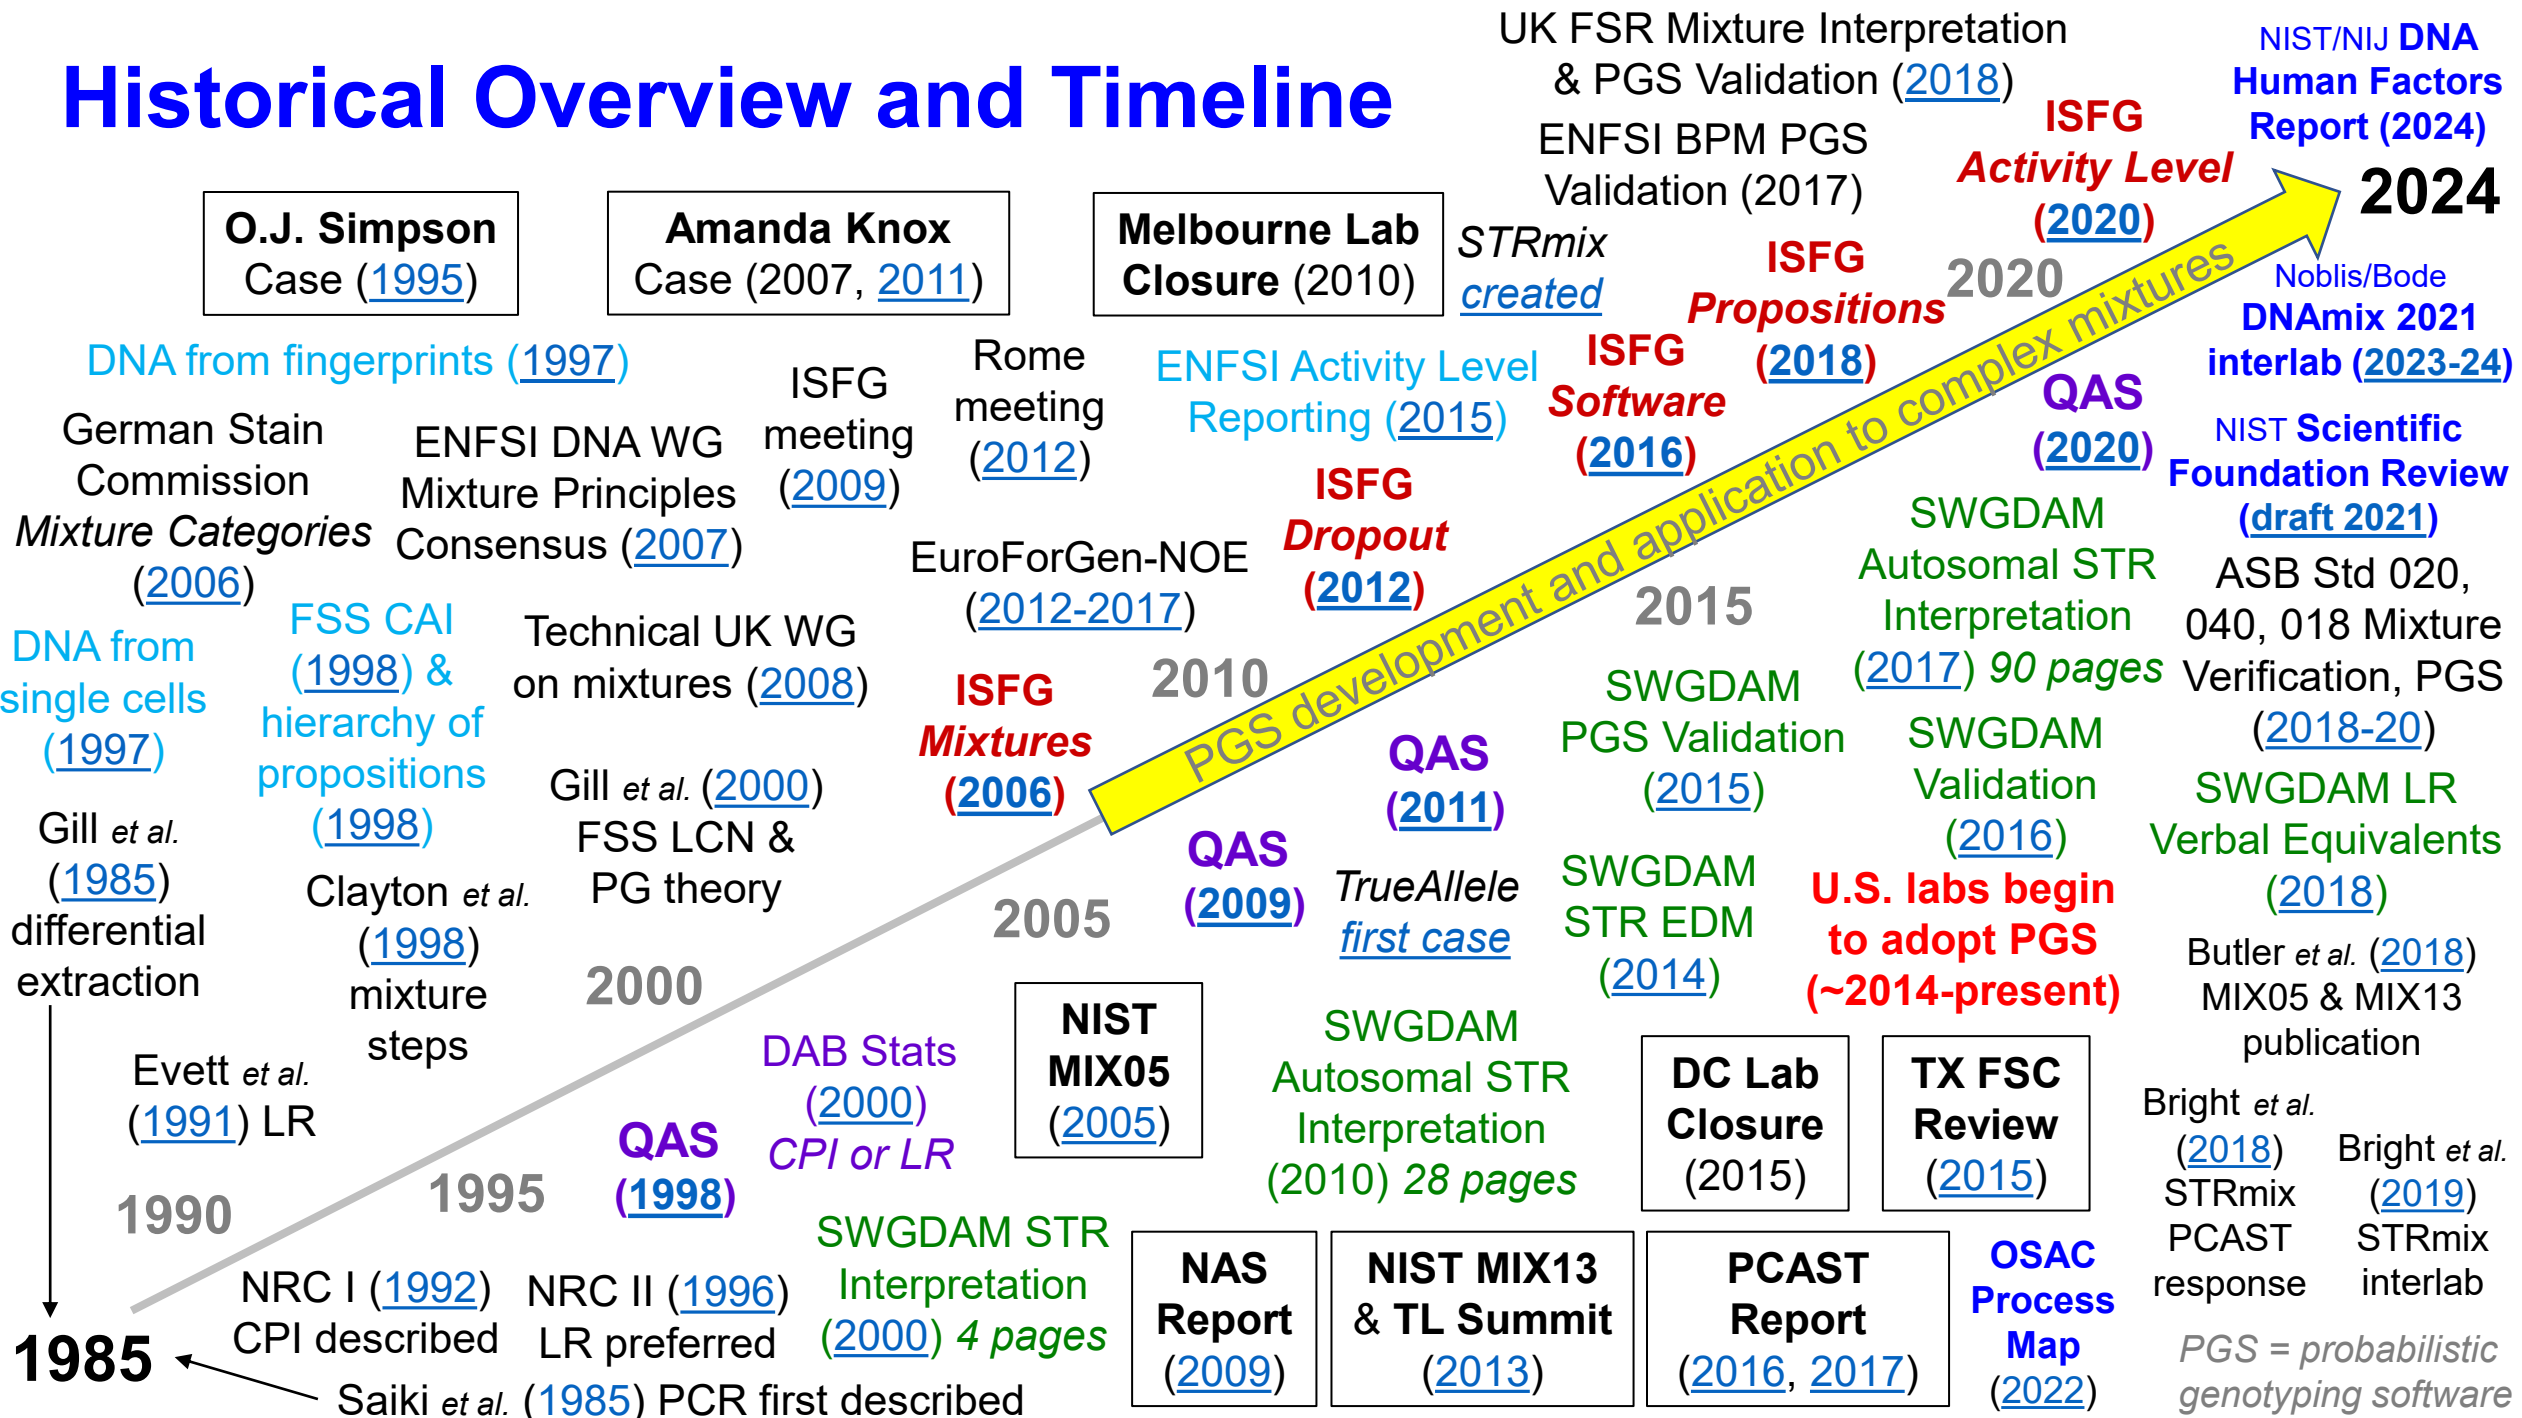 Historical Overview and Timeline
UK FSR Mixture Interpretation
& PGS Validation (2018)
ENFSI BPM PGS
Validation (2017)
ISFG
Activity Level
(2020)
NIST/NIJ DNA
Human Factors
Report (2024)
2024
O.J. Simpson
Case (1995)
Amanda Knox
Case (2007, 2011)
Melbourne Lab
Closure (2010)
STRmix
created
ISFG
Propositions
(2018)
2020
Noblis/Bode
DNAmix 2021
interlab (2023-24)
DNA from fingerprints (1997)
ISFG
meeting
(2009)
Rome
meeting
(2012)
ENFSI Activity Level
Reporting (2015)
ISFG
Software
(2016)
QAS
(2020)
NIST Scientific
Foundation Review
(draft 2021)
German Stain
Commission
Mixture Categories
(2006)
ENFSI DNA WG
Mixture Principles
Consensus (2007)
ISFG
Dropout
(2012)
EuroForGen-NOE
(2012-2017)
PGS development and application to complex mixtures
SWGDAM
Autosomal STR
Interpretation
(2017) 90 pages
ASB Std 020,
040, 018 Mixture
Verification, PGS
(2018-20)
DNA from
single cells
(1997)
FSS CAI
(1998) &
hierarchy of
propositions
(1998)
Technical UK WG
on mixtures (2008)
ISFG
Mixtures
(2006)
2010
2015
SWGDAM
PGS Validation
(2015)
SWGDAM
Validation
(2016)
SWGDAM LR
Verbal Equivalents
(2018)
Gill et al.
(1985)
differential
extraction
Clayton et al.
(1998)
mixture
steps
Gill et al. (2000)
FSS LCN &
PG theory
QAS
(2011)
QAS
(2009)
TrueAllele
first case
SWGDAM
STR EDM
(2014)
U.S. labs begin
to adopt PGS
(~2014-present)
Butler et al. (2018)
MIX05 & MIX13
publication
2005
2000
Evett et al.
(1991) LR
DAB Stats
(2000)
CPI or LR
NIST
MIX05
(2005)
SWGDAM
Autosomal STR
Interpretation
(2010) 28 pages
DC Lab
Closure
(2015)
TX FSC
Review
(2015)
Bright et al.
(2018)
STRmix
PCAST
response
Bright et al.
(2019)
STRmix
interlab
1990
1995
QAS
(1998)
SWGDAM STR
Interpretation
(2000) 4 pages
NAS
Report
(2009)
NIST MIX13
& TL Summit
(2013)
PCAST
Report
(2016, 2017)
OSAC
Process
Map
(2022)
NRC I (1992)
CPI described
NRC II (1996)
LR preferred
1985
Saiki et al. (1985) PCR first described
PGS = probabilistic
genotyping software